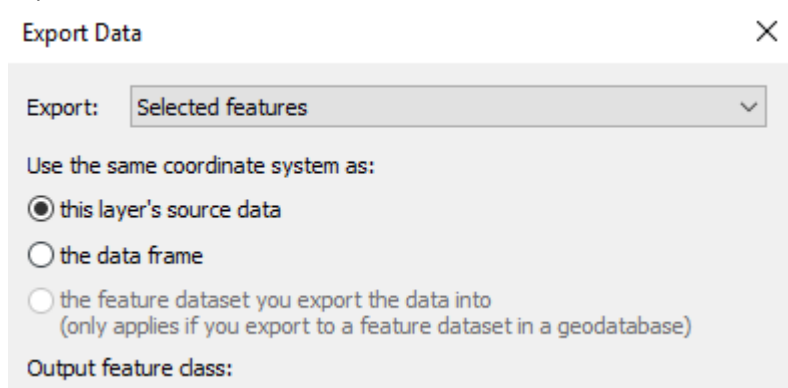 Export Data
Export: Selected features
Use the same coordinate system as:
this layer's source data
the data frame
the feature dataset you export the data into
(only applies if you export to a feature dataset in a geodatabase)
Output feature class: